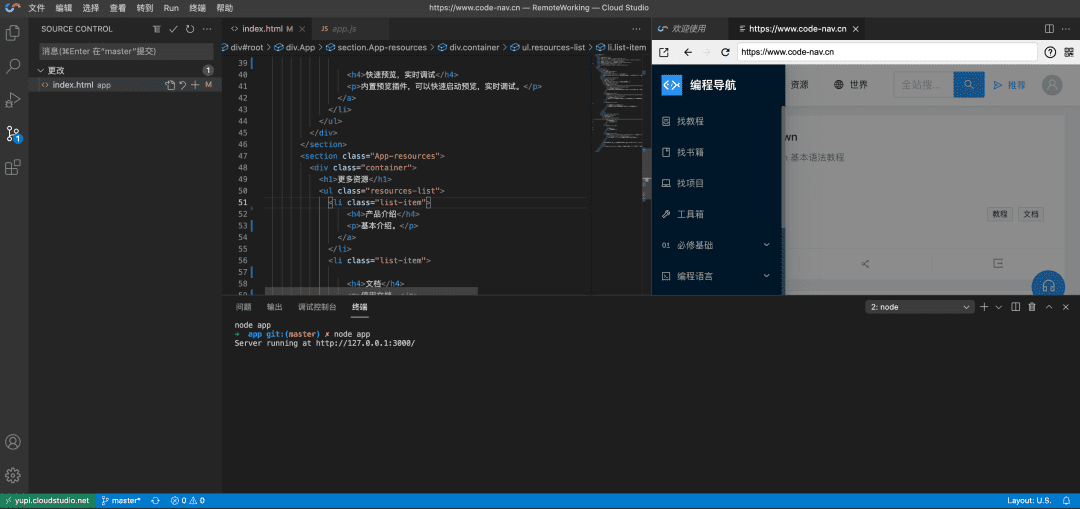 文件 编辑 选择 查看 转到 Run 终端 帮助
https://www.code-nav.cn — RemoteWorking — Cloud Studio
SOURCE CONTROL
消息(⌘Enter 在“master”提交)
更改 1
index.html app M
1
index.html M
app.js
div#root
div.App
section.App-resources
div.container
ul.resources-list
li.list-item
39
40 <h4>快速预览，实时调试</h4>
41 <p>内置预览插件，可以快速启动预览，实时调试。</p>
42 </a>
43 </li>
44 </ul>
45 </div>
46 </section>
47 <section class="App-resources">
48 <div class="container">
49 <h1>更多资源</h1>
50 <ul class="resources-list">
51 <li class="list-item">
52 <h4>产品介绍</h4>
53 <p>基本介绍。</p>
54 </a>
55 </li>
56 <li class="list-item">
57
58 <h4>文档</h4>
欢迎使用
https://www.code-nav.cn
https://www.code-nav.cn
编程导航
找教程
找书籍
找项目
工具箱
必修基础
编程语言
资源 世界 全站搜... 推荐
wn
基本语法教程
教程 文档
问题 输出 调试控制台 终端
2: node
node app
➜ app git:(master) ✗ node app
Server running at http://127.0.0.1:3000/
yupi.cloudstudio.net
master*
0 0
Layout: U.S.